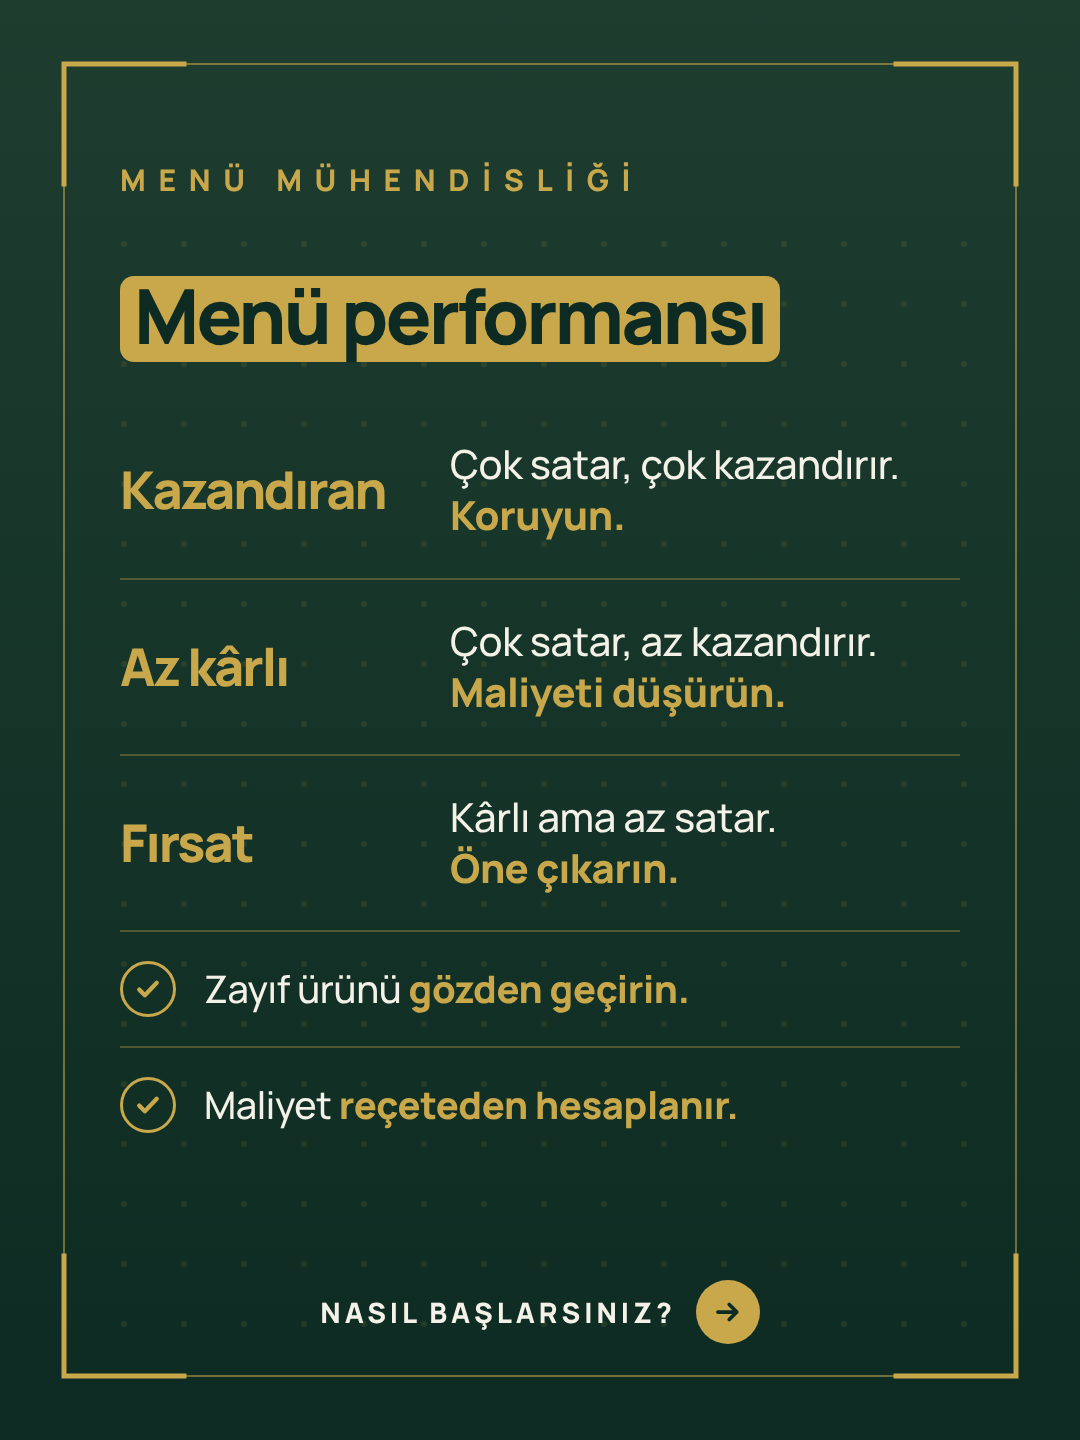 MENÜ MÜHENDİSLİĞİ
Menü performansı
Kazandıran
Çok satar, çok kazandırır.
Koruyun.
Az kârlı
Çok satar, az kazandırır.
Maliyeti düşürün.
Fırsat
Kârlı ama az satar.
Öne çıkarın.
Zayıf ürünü gözden geçirin.
Maliyet reçeteden hesaplanır.
NASIL BAŞLARSINIZ?